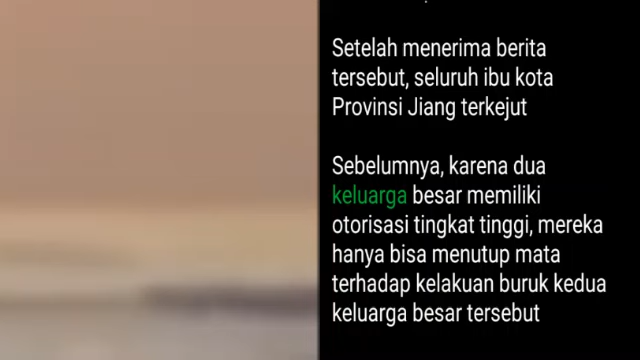 Setelah menerima berita
tersebut, seluruh ibu kota
Provinsi Jiang terkejut
Sebelumnya, karena dua
keluarga besar memiliki
otorisasi tingkat tinggi, mereka
hanya bisa menutup mata
terhadap kelakuan buruk kedua
keluarga besar tersebut